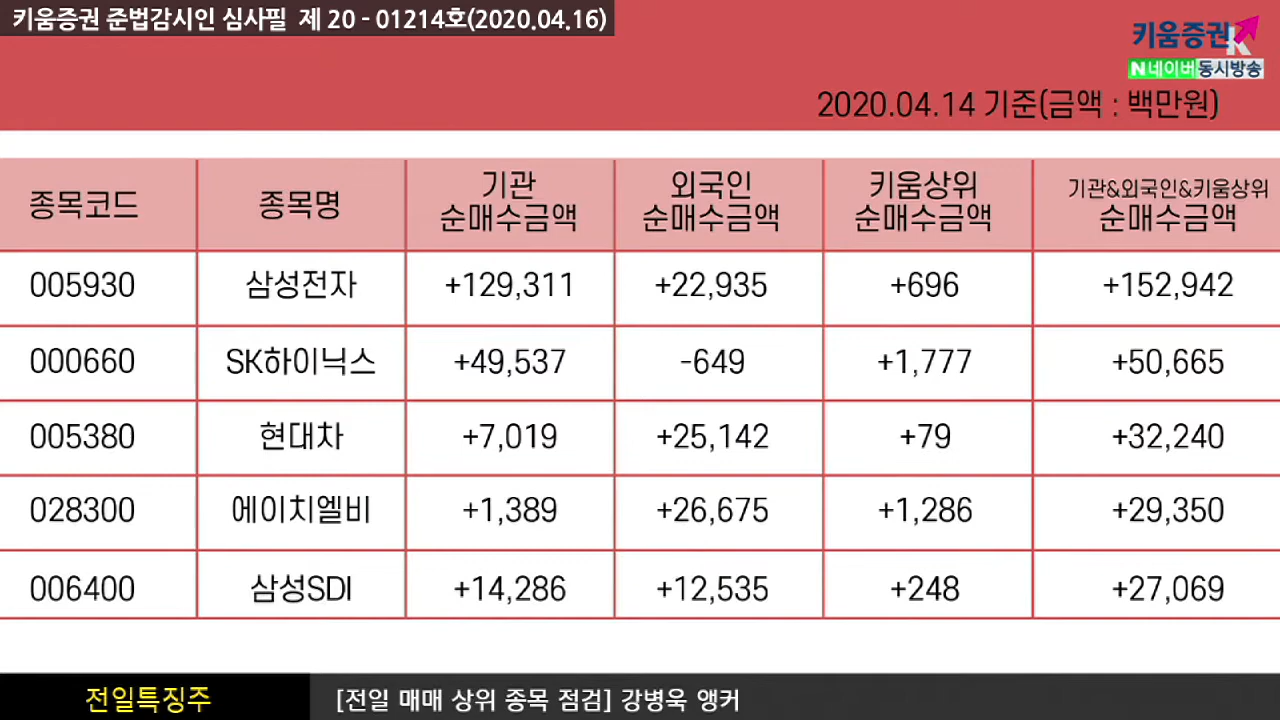 키움증권 준법감시인 심사필 제 20 - 01214호(2020.04.16)
키움증권
N 네이버 동시방송
2020.04.14 기준(금액 : 백만원)
종목코드 종목명 기관 순매수금액 외국인 순매수금액 키움상위 순매수금액 기관&외국인&키움상위 순매수금액
005930 삼성전자 +129,311 +22,935 +696 +152,942
000660 SK하이닉스 +49,537 -649 +1,777 +50,665
005380 현대차 +7,019 +25,142 +79 +32,240
028300 에이치엘비 +1,389 +26,675 +1,286 +29,350
006400 삼성SDI +14,286 +12,535 +248 +27,069
전일특징주 [전일 매매 상위 종목 점검] 강병욱 앵커